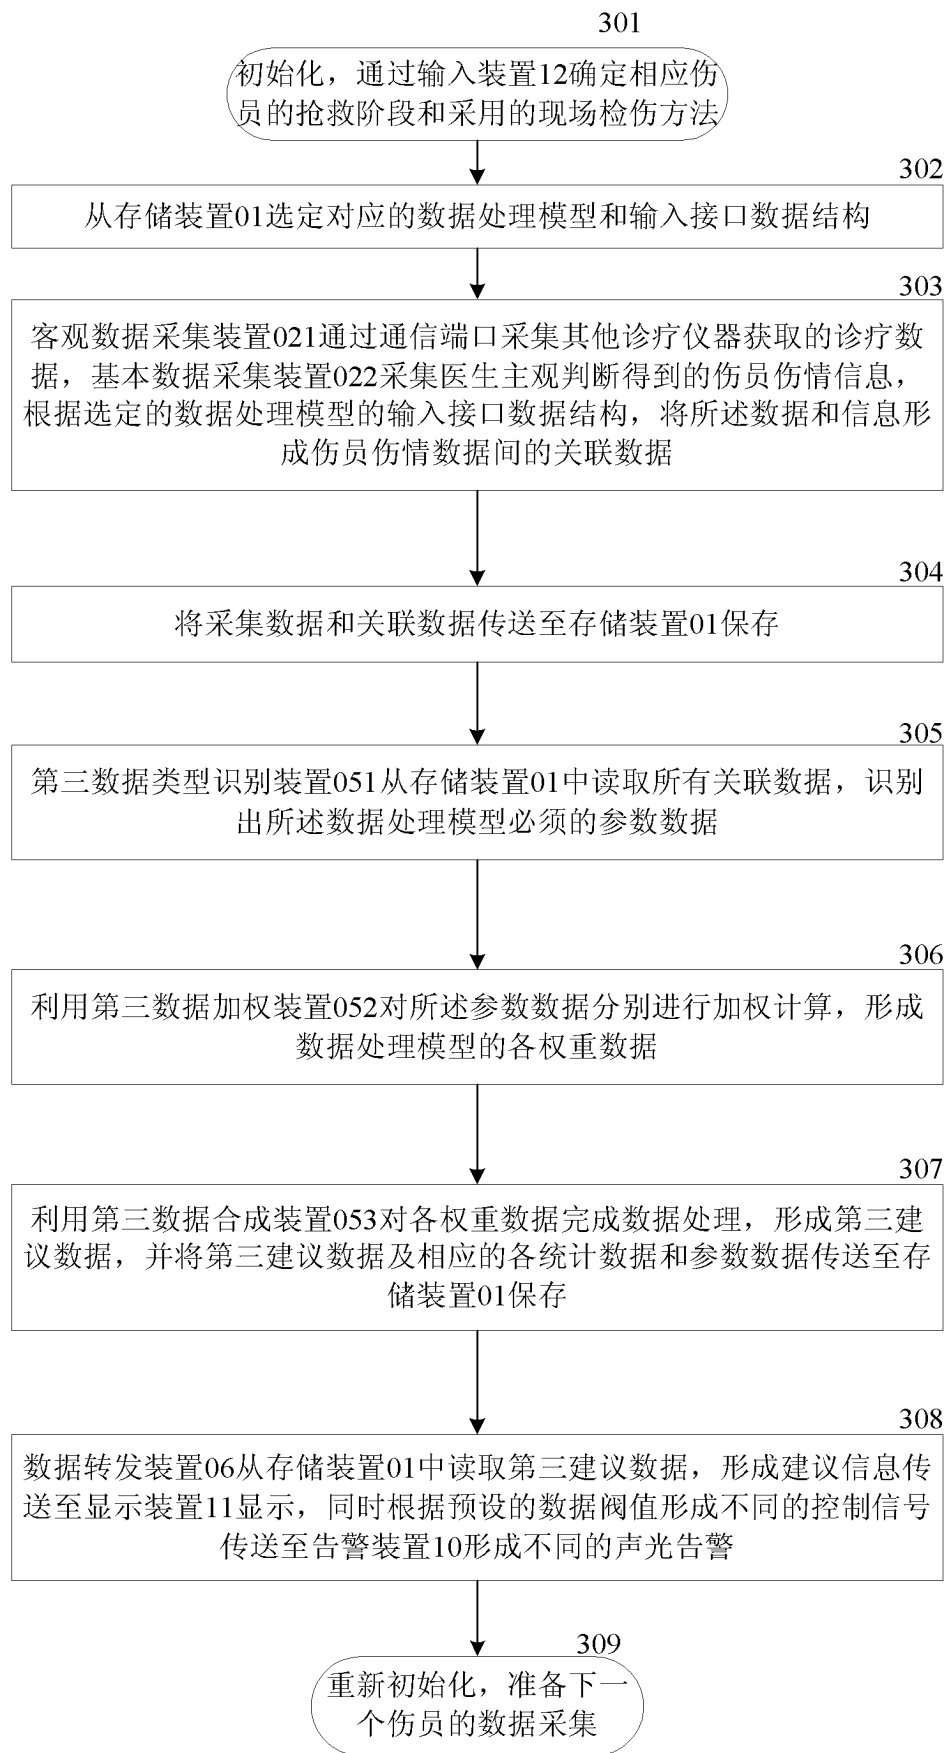 301
初始化，通过输入装置12确定相应伤
员的抢救阶段和采用的现场检伤方法
302
从存储装置01选定对应的数据处理模型和输入接口数据结构
303
客观数据采集装置021通过通信端口采集其他诊疗仪器获取的诊疗数
据，基本数据采集装置022采集医生主观判断得到的伤员伤情信息，
根据选定的数据处理模型的输入接口数据结构，将所述数据和信息形
成伤员伤情数据间的关联数据
304
将采集数据和关联数据传送至存储装置01保存
305
第三数据类型识别装置051从存储装置01中读取所有关联数据，识别
出所述数据处理模型必须的参数数据
306
利用第三数据加权装置052对所述参数数据分别进行加权计算，形成
数据处理模型的各权重数据
307
利用第三数据合成装置053对各权重数据完成数据处理，形成第三建
议数据，并将第三建议数据及相应的各统计数据和参数数据传送至存
储装置01保存
308
数据转发装置06从存储装置01中读取第三建议数据，形成建议信息传
送至显示装置11显示，同时根据预设的数据阀值形成不同的控制信号
传送至告警装置10形成不同的声光告警
309
重新初始化，准备下一
个伤员的数据采集